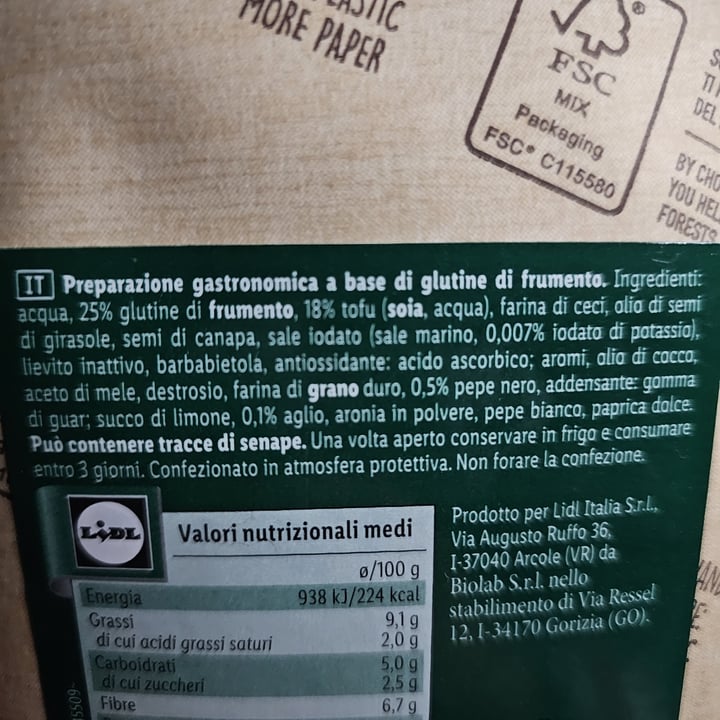 MORE PAPER
FSC
MIX
Packaging
FSC® C115580
DEL
BY CHO
YOU HEL
FORESTS
IT Preparazione gastronomica a base di glutine di frumento. Ingredienti:
acqua, 25% glutine di frumento, 18% tofu (soia, acqua), farina di ceci, olio di semi
di girasole, semi di canapa, sale iodato (sale marino, 0,007% iodato di potassio),
lievito inattivo, barbabietola, antiossidante: acido ascorbico; aromi, olio di cocco,
aceto di mele, destrosio, farina di grano duro, 0,5% pepe nero, addensante: gomma
di guar; succo di limone, 0,1% aglio, aronia in polvere, pepe bianco, paprica dolce.
Può contenere tracce di senape. Una volta aperto conservare in frigo e consumare
entro 3 giorni. Confezionato in atmosfera protettiva. Non forare la confezione.
LIDL
Valori nutrizionali medi
ø/100 g
Energia 938 kJ/224 kcal
Grassi 9,1 g
di cui acidi grassi saturi 2,0 g
Carboidrati 5,0 g
di cui zuccheri 2,5 g
Fibre 6,7 g
Prodotto per Lidl Italia S.r.l.,
Via Augusto Ruffo 36,
I-37040 Arcole (VR) da
Biolab S.r.l. nello
stabilimento di Via Ressel
12, I-34170 Gorizia (GO).